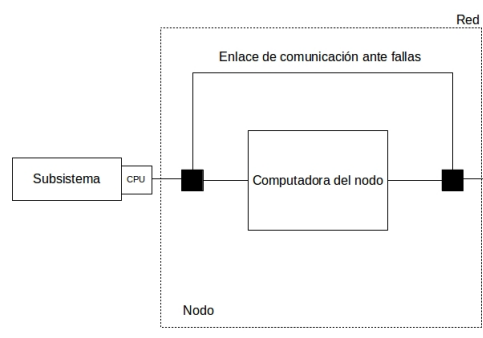 Red
Enlace de comunicación ante fallas
Subsistema
CPU
Computadora del nodo
Nodo